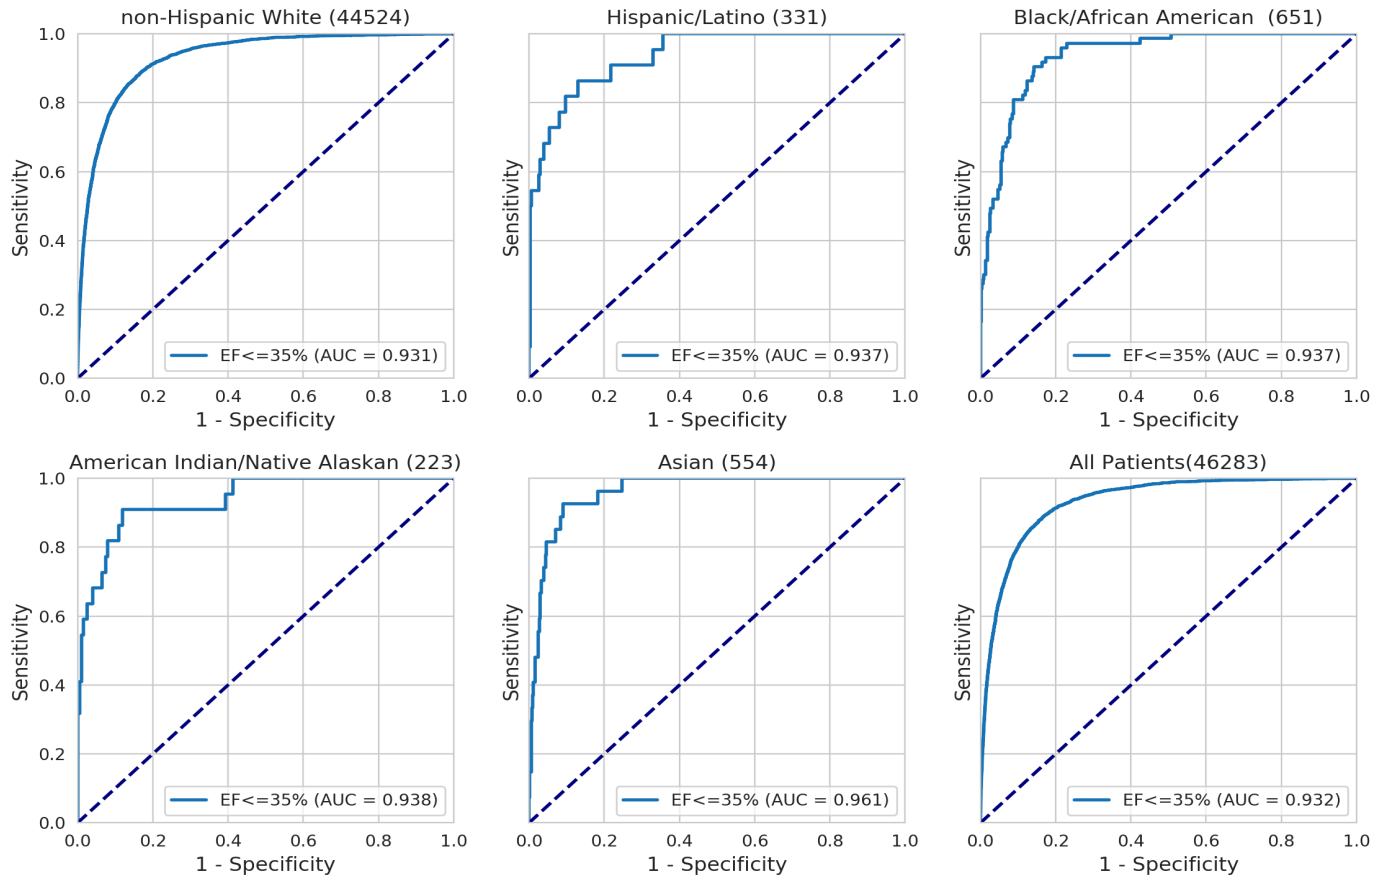 non-Hispanic White (44524)
1.0
0.8
0.6
0.4
0.2
0.0
Sensitivity
EF<=35% (AUC = 0.931)
0.0 0.2 0.4 0.6 0.8 1.0
1 - Specificity
Hispanic/Latino (331)
Sensitivity
EF<=35% (AUC = 0.937)
0.0 0.2 0.4 0.6 0.8 1.0
1 - Specificity
Black/African American (651)
Sensitivity
EF<=35% (AUC = 0.937)
0.0 0.2 0.4 0.6 0.8 1.0
1 - Specificity
American Indian/Native Alaskan (223)
1.0
0.8
0.6
0.4
0.2
0.0
Sensitivity
EF<=35% (AUC = 0.938)
0.0 0.2 0.4 0.6 0.8 1.0
1 - Specificity
Asian (554)
Sensitivity
EF<=35% (AUC = 0.961)
0.0 0.2 0.4 0.6 0.8 1.0
1 - Specificity
All Patients(46283)
Sensitivity
EF<=35% (AUC = 0.932)
0.0 0.2 0.4 0.6 0.8 1.0
1 - Specificity